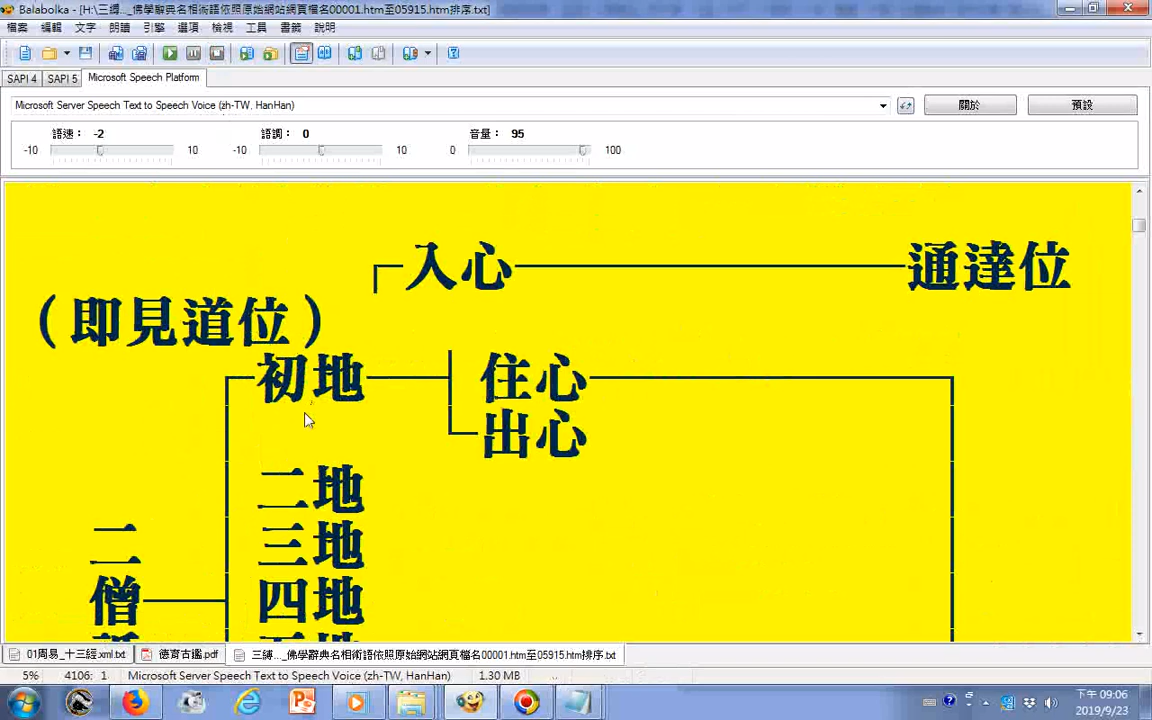 Balabolka - [H:\三縛..._佛學辭典名相術語依照原始網站網頁檔名00001.htm至05915.htm排序.txt]
檔案 編輯 文字 朗讀 引擎 選項 檢視 工具 書籤 說明
SAPI 4 SAPI 5 Microsoft Speech Platform
Microsoft Server Speech Text to Speech Voice (zh-TW, HanHan) 關於 預設
語速： -2 語調： 0 音量： 95
-10 10 -10 10 0 100
入心 通達位
（即見道位）
初地 住心
出心
二地
二 三地
僧 四地
01周易_十三經.xml.txt 德育古鑑.pdf 三縛..._佛學辭典名相術語依照原始網站網頁檔名00001.htm至05915.htm排序.txt
5% 4106: 1 Microsoft Server Speech Text to Speech Voice (zh-TW, HanHan) 1.30 MB
下午 09:06
2019/9/23